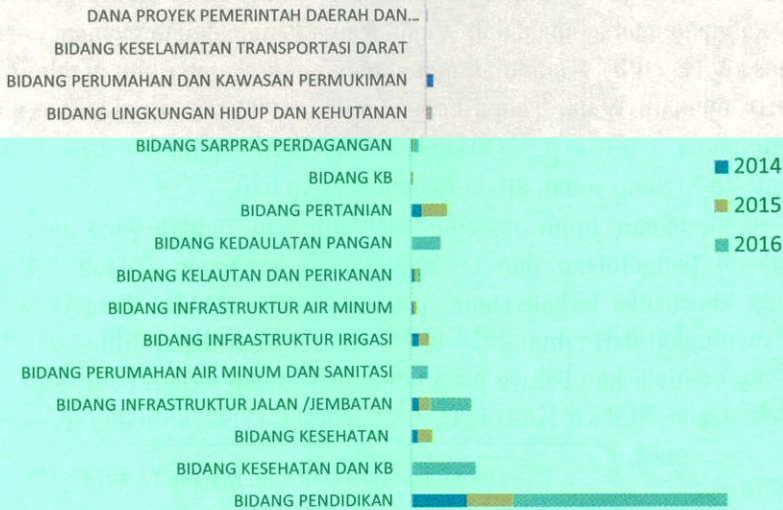 DANA PROYEK PEMERINTAH DAERAH DAN...
BIDANG KESELAMATAN TRANSPORTASI DARAT
BIDANG PERUMAHAN DAN KAWASAN PERMUKIMAN
BIDANG LINGKUNGAN HIDUP DAN KEHUTANAN
BIDANG SARPRAS PERDAGANGAN
BIDANG KB
BIDANG PERTANIAN
BIDANG KEDAULATAN PANGAN
BIDANG KELAUTAN DAN PERIKANAN
BIDANG INFRASTRUKTUR AIR MINUM
BIDANG INFRASTRUKTUR IRIGASI
BIDANG PERUMAHAN AIR MINUM DAN SANITASI
BIDANG INFRASTRUKTUR JALAN /JEMBATAN
BIDANG KESEHATAN
BIDANG KESEHATAN DAN KB
BIDANG PENDIDIKAN
2014
2015
2016